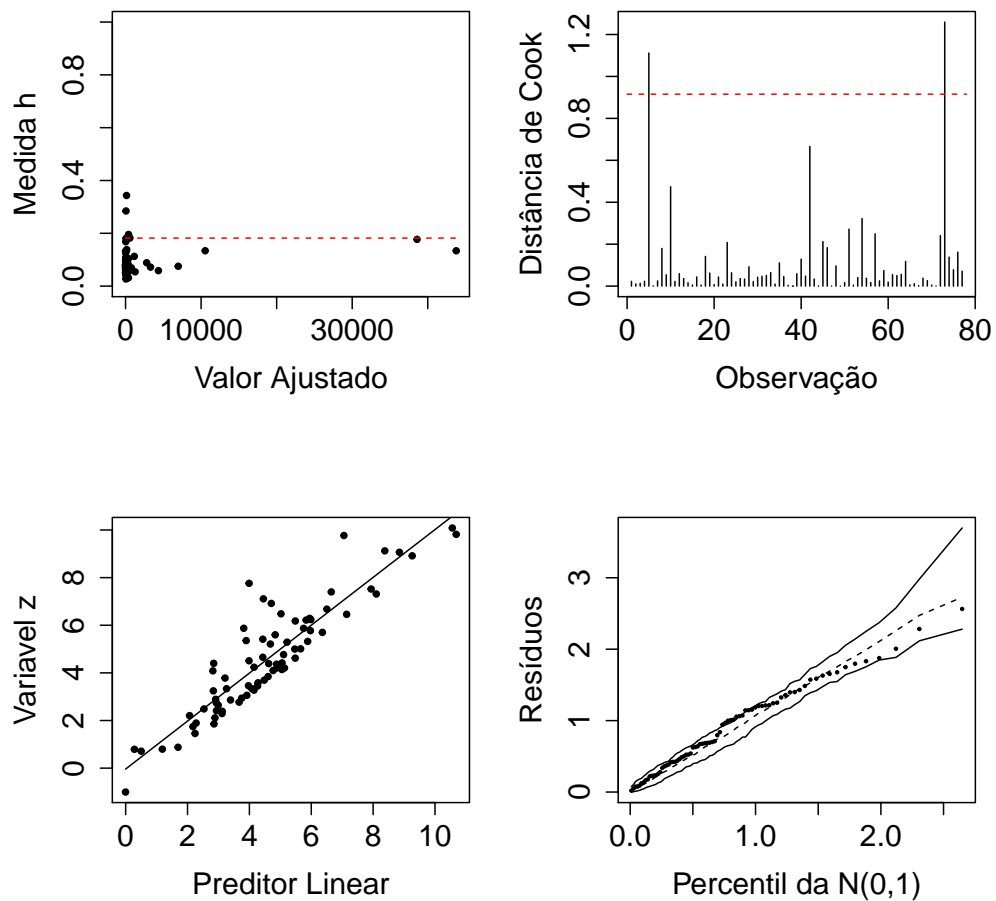 Medida h
0.0 0.4 0.8
0 10000 30000
Valor Ajustado
Distância de Cook
0.0 0.4 0.8 1.2
0 20 40 60 80
Observação
Variavel z
0 2 4 6 8
0 2 4 6 8 10
Preditor Linear
Resíduos
0 1 2 3
0.0 1.0 2.0
Percentil da N(0,1)